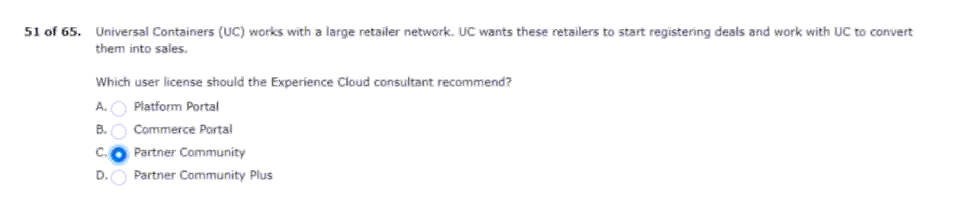 51 of 65. Universal Containers (UC) works with a large retailer network. UC wants these retailers to start registering deals and work with UC to convert
them into sales.
Which user license should the Experience Cloud consultant recommend?
A. Platform Portal
B. Commerce Portal
C. Partner Community
D. Partner Community Plus